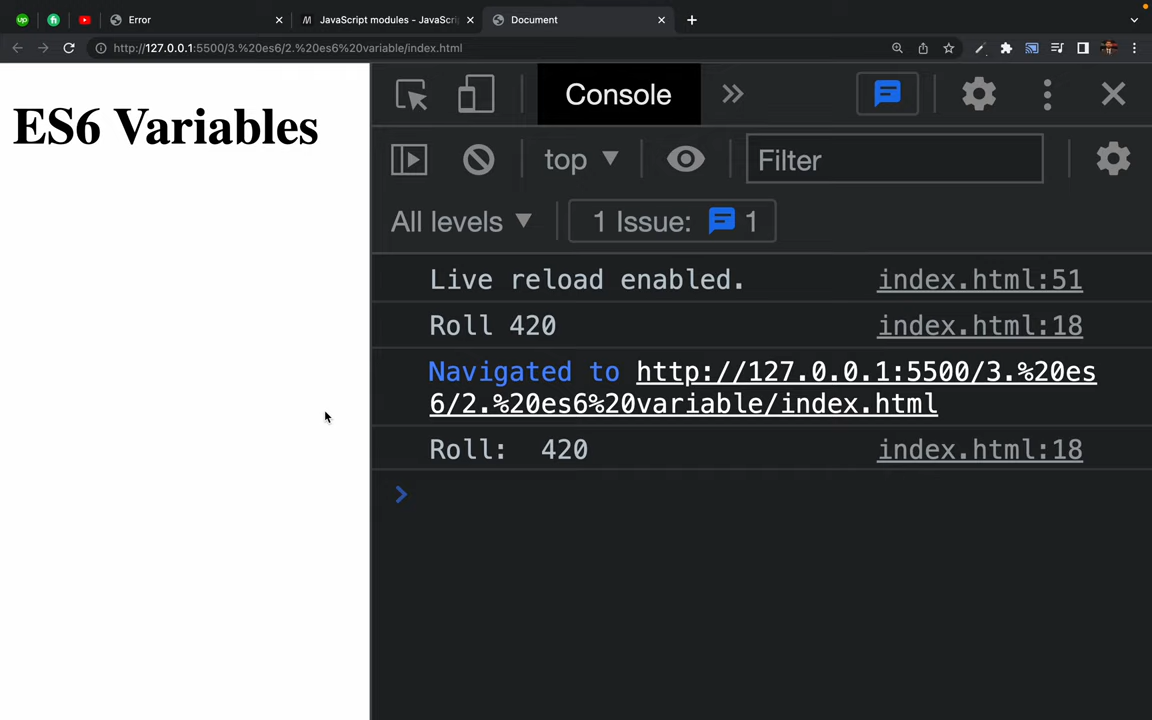 up
Error
M JavaScript modules - JavaScri
Document
http://127.0.0.1:5500/3.%20es6/2.%20es6%20variable/index.html
ES6 Variables
Console
top
Filter
All levels
1 Issue: 1
Live reload enabled. index.html:51
Roll 420 index.html:18
Navigated to http://127.0.0.1:5500/3.%20es
6/2.%20es6%20variable/index.html
Roll:  420 index.html:18